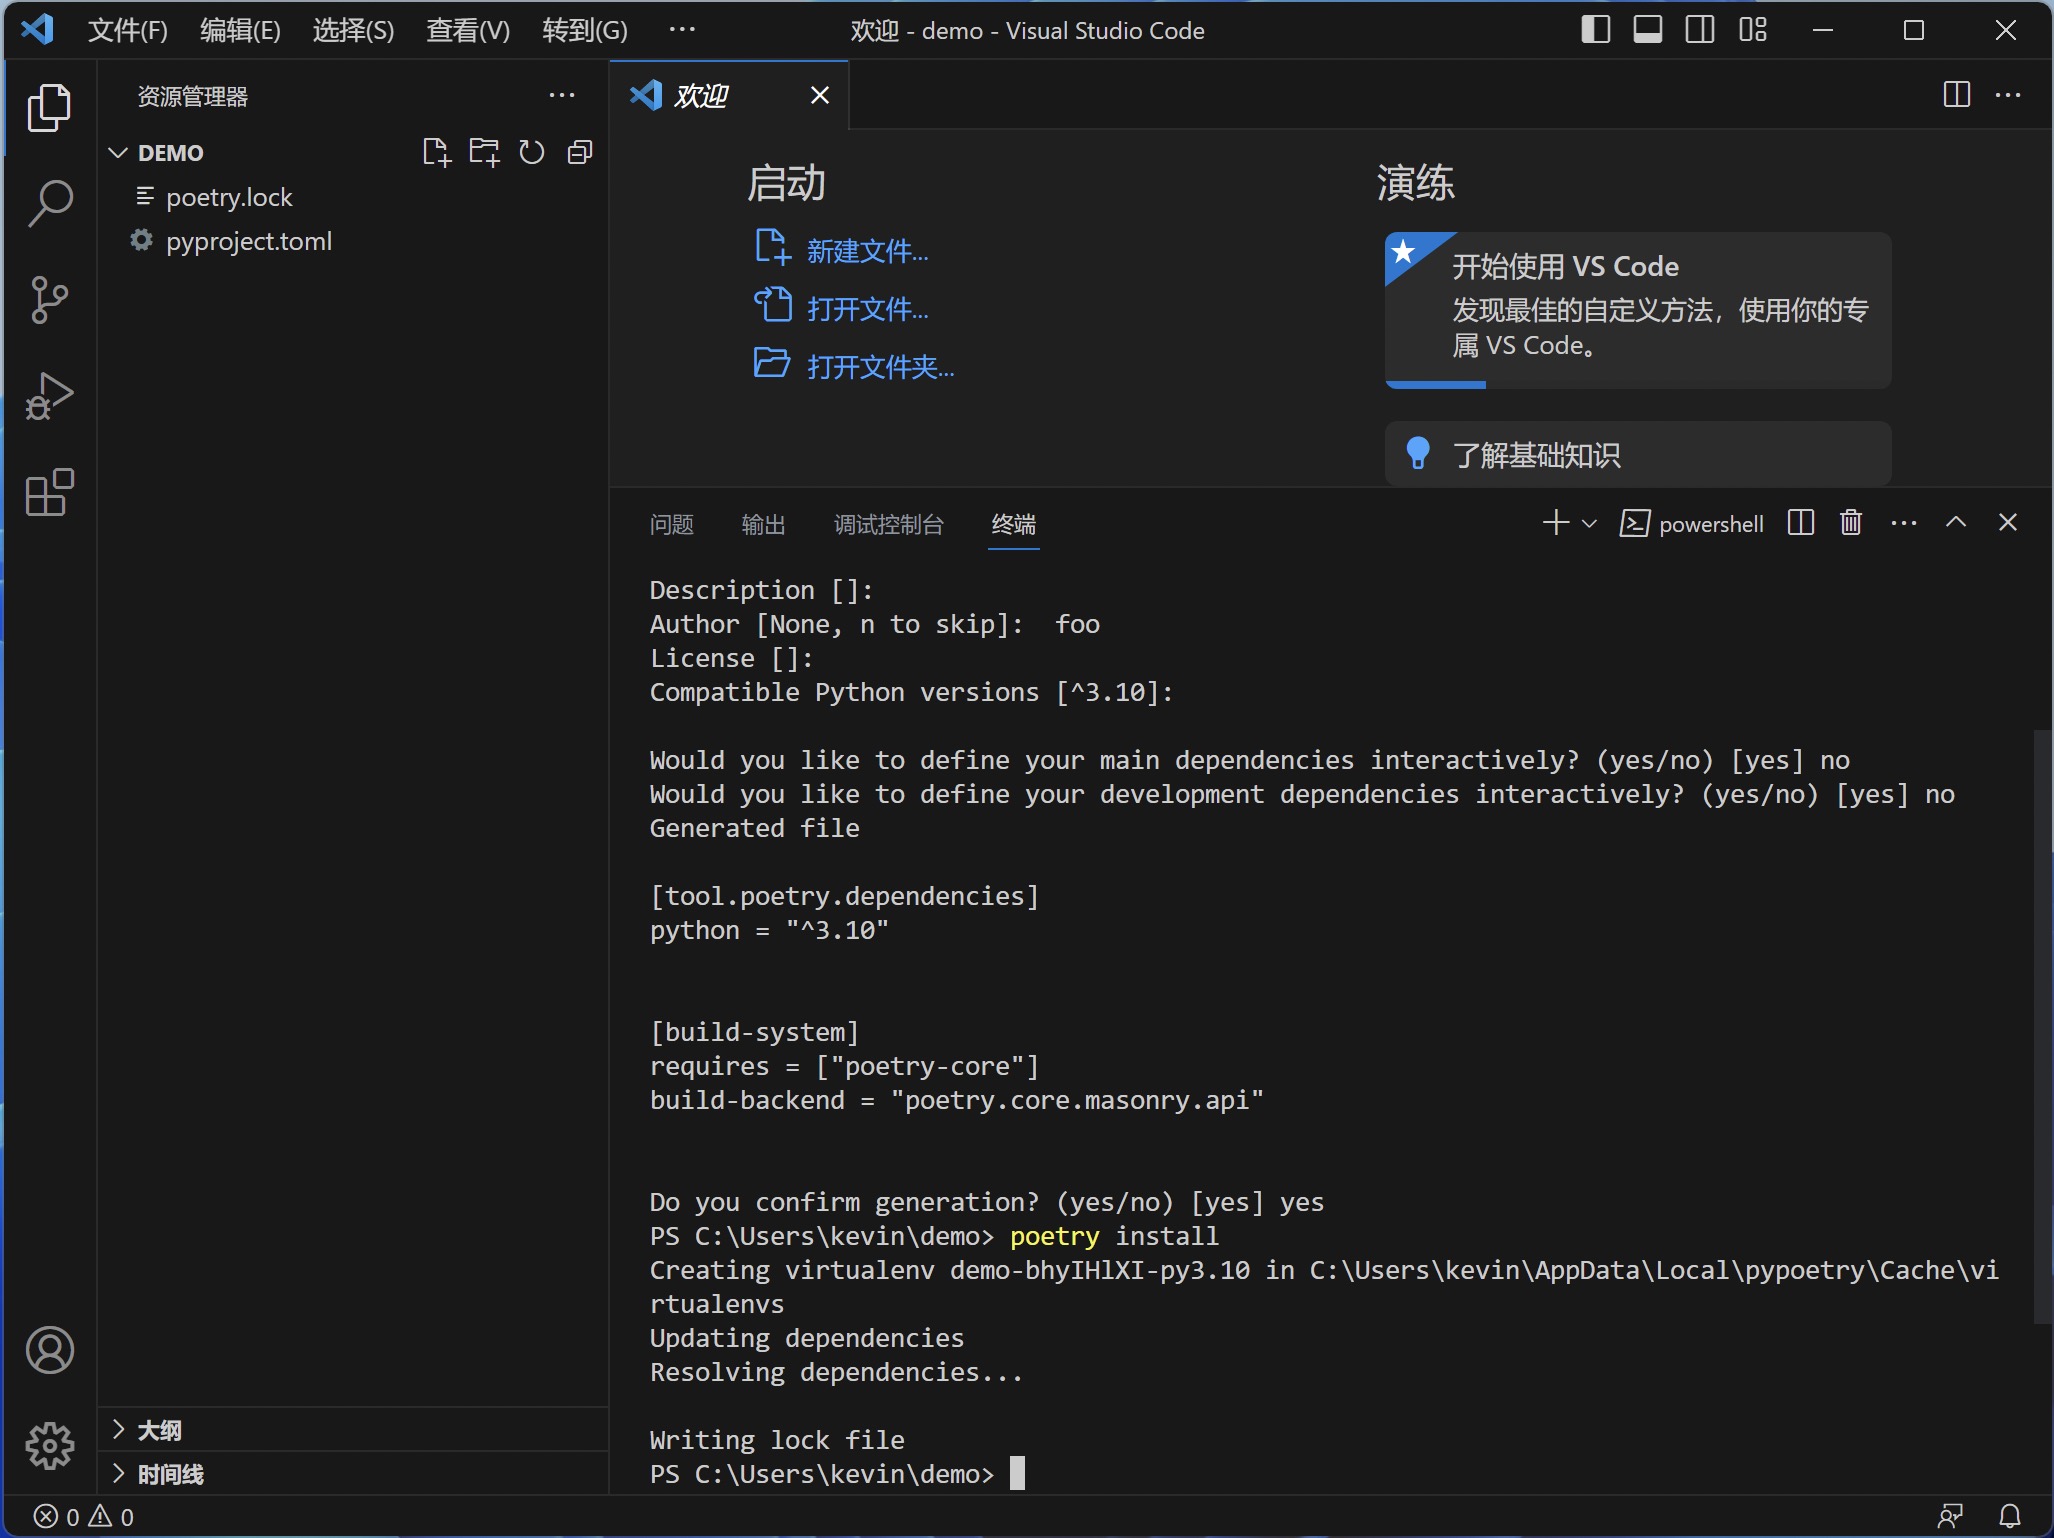 文件(F) 编辑(E) 选择(S) 查看(V) 转到(G) ··· 欢迎 - demo - Visual Studio Code
资源管理器
DEMO
poetry.lock
pyproject.toml
大纲
时间线
欢迎
启动
新建文件...
打开文件...
打开文件夹...
演练
开始使用 VS Code
发现最佳的自定义方法，使用你的专
属 VS Code。
了解基础知识
问题 输出 调试控制台 终端 powershell
Description []:
Author [None, n to skip]:  foo
License []:
Compatible Python versions [^3.10]:
Would you like to define your main dependencies interactively? (yes/no) [yes] no
Would you like to define your development dependencies interactively? (yes/no) [yes] no
Generated file
[tool.poetry.dependencies]
python = "^3.10"
[build-system]
requires = ["poetry-core"]
build-backend = "poetry.core.masonry.api"
Do you confirm generation? (yes/no) [yes] yes
PS C:\Users\kevin\demo> poetry install
Creating virtualenv demo-bhyIHlXI-py3.10 in C:\Users\kevin\AppData\Local\pypoetry\Cache\vi
rtualenvs
Updating dependencies
Resolving dependencies...
Writing lock file
PS C:\Users\kevin\demo>
0 0